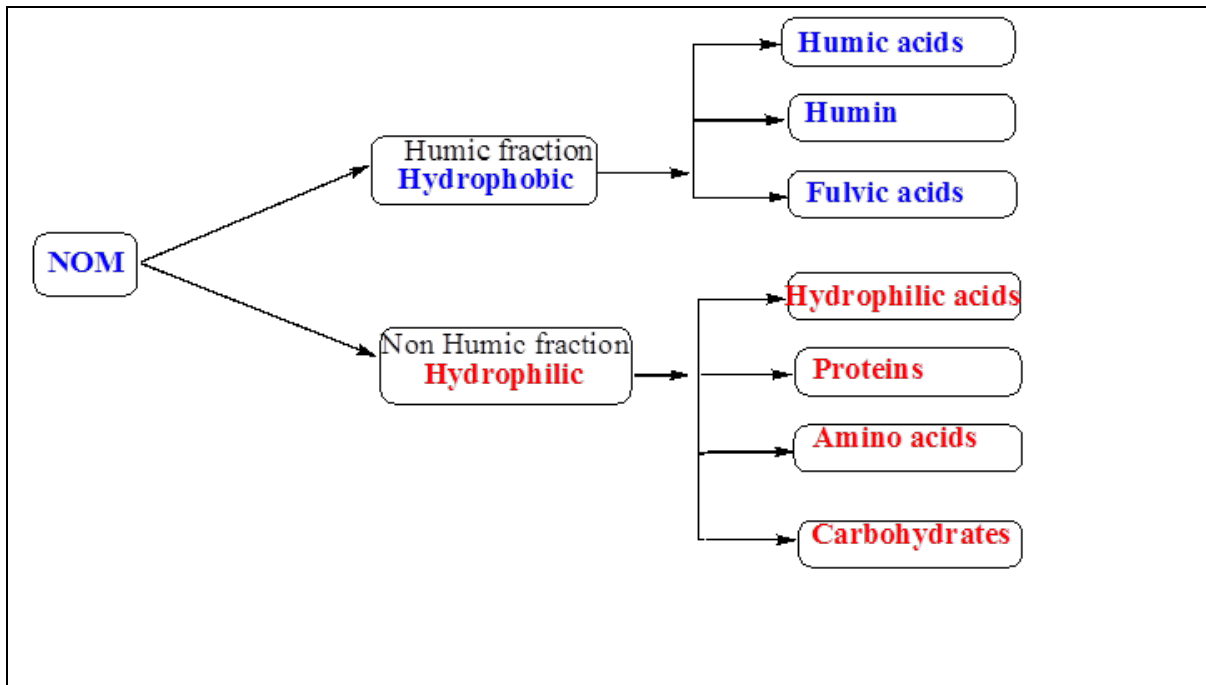 NOM
Humic fraction
Hydrophobic
Humic acids
Humin
Fulvic acids
Non Humic fraction
Hydrophilic
Hydrophilic acids
Proteins
Amino acids
Carbohydrates